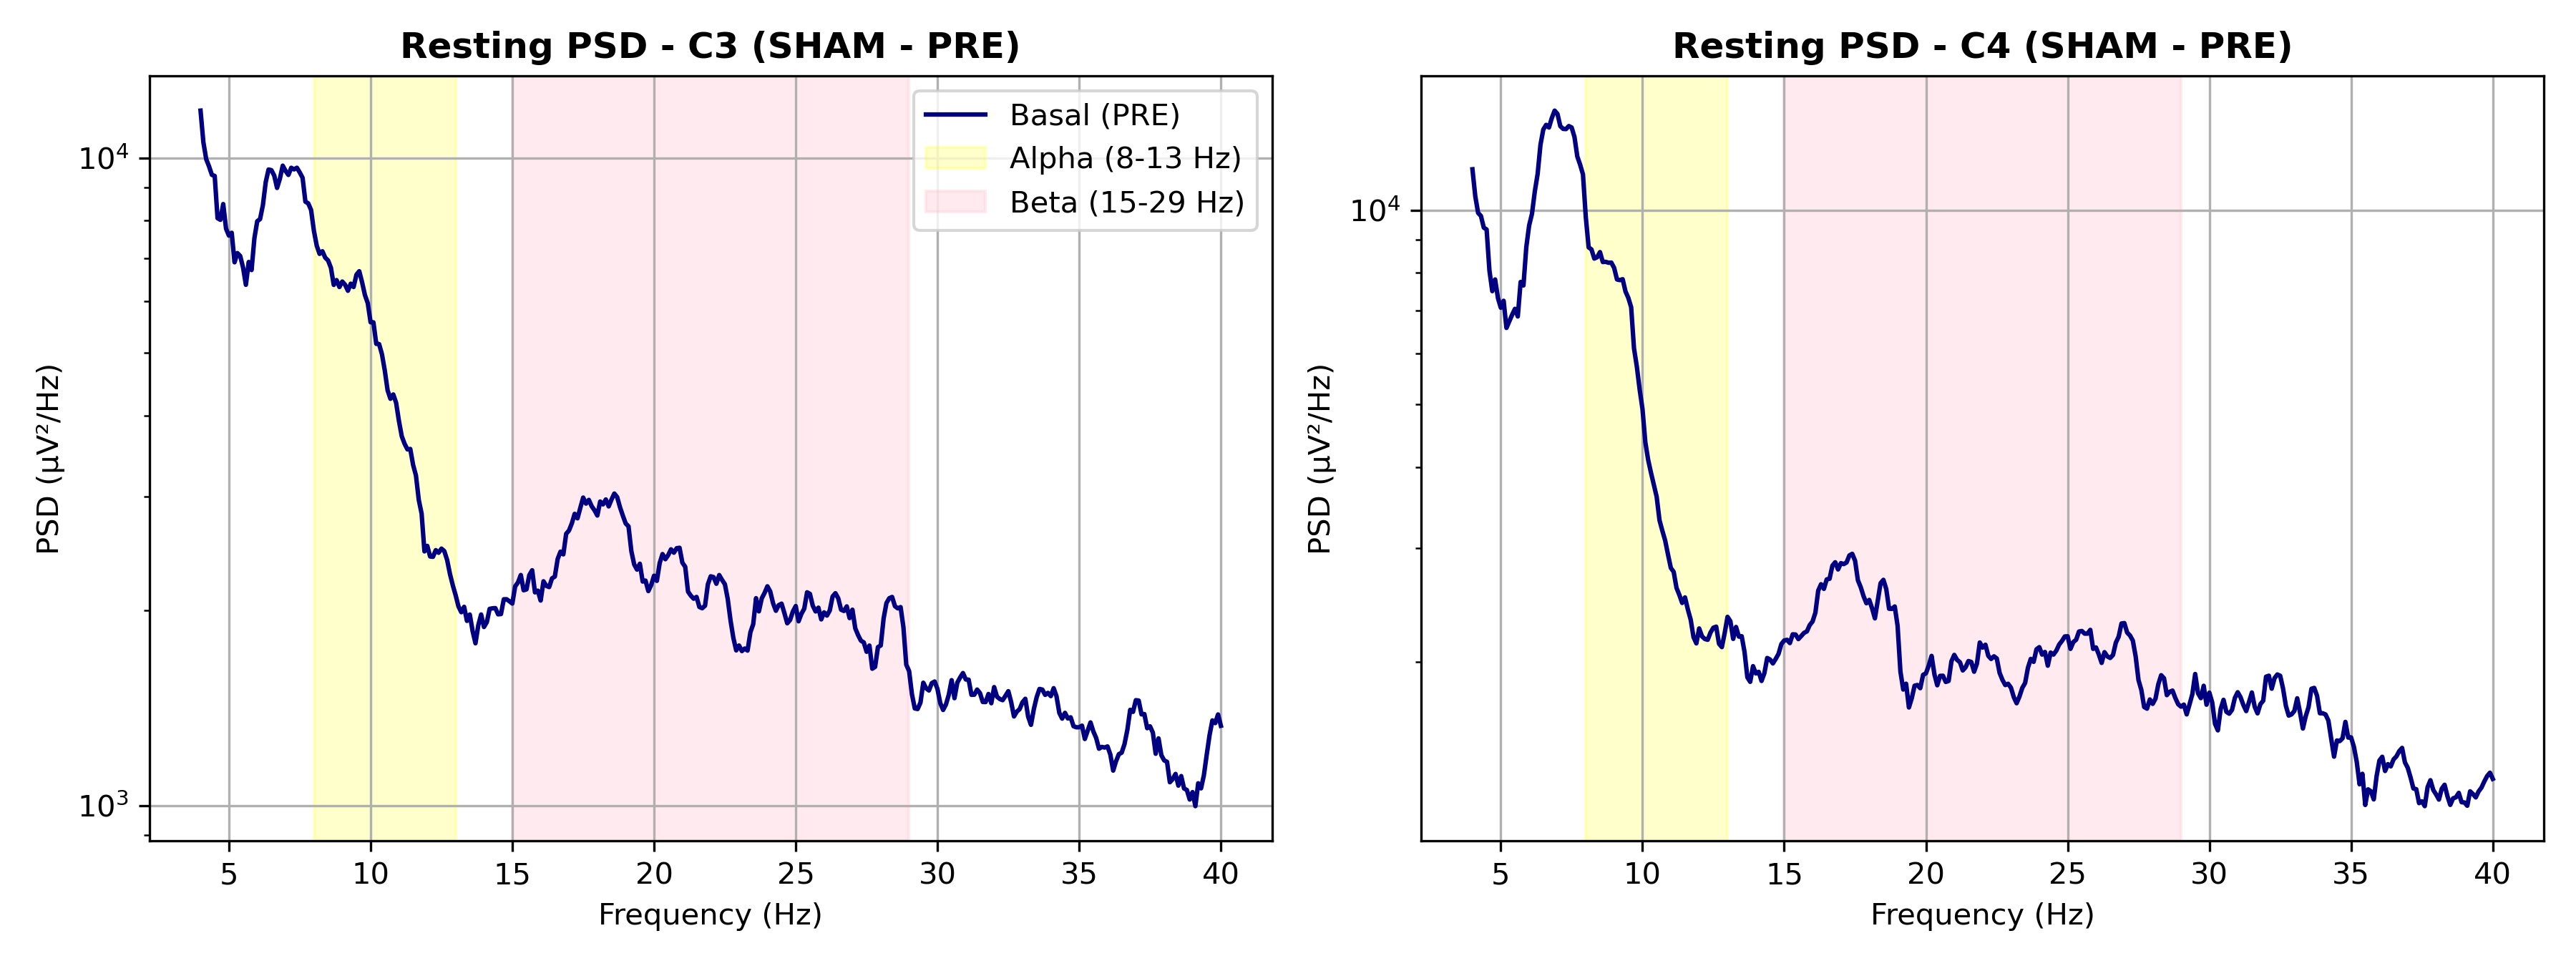 Resting PSD - C3 (SHAM - PRE)
PSD (µV²/Hz)
10⁴
10³
Basal (PRE)
Alpha (8-13 Hz)
Beta (15-29 Hz)
5 10 15 20 25 30 35 40
Frequency (Hz)
Resting PSD - C4 (SHAM - PRE)
PSD (µV²/Hz)
10⁴
5 10 15 20 25 30 35 40
Frequency (Hz)